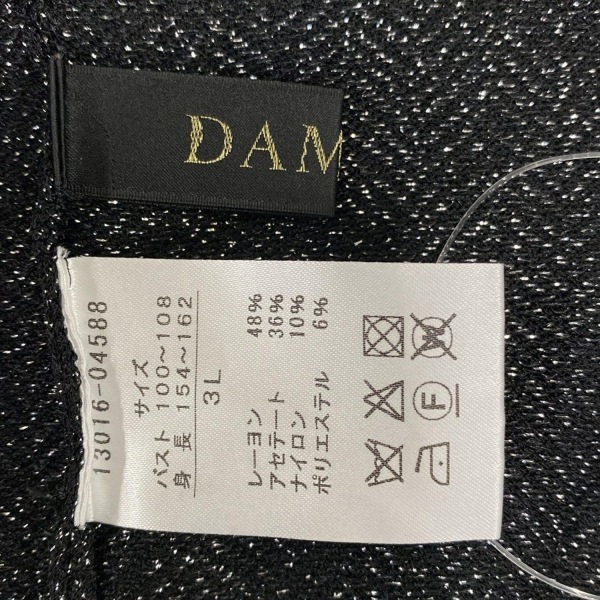 DAM
13016-04588
サイズ
バスト 100～108
身 長 154～162
3L
レーヨン 48%
アセテート 36%
ナイロン 10%
ポリエステル 6%
W
F